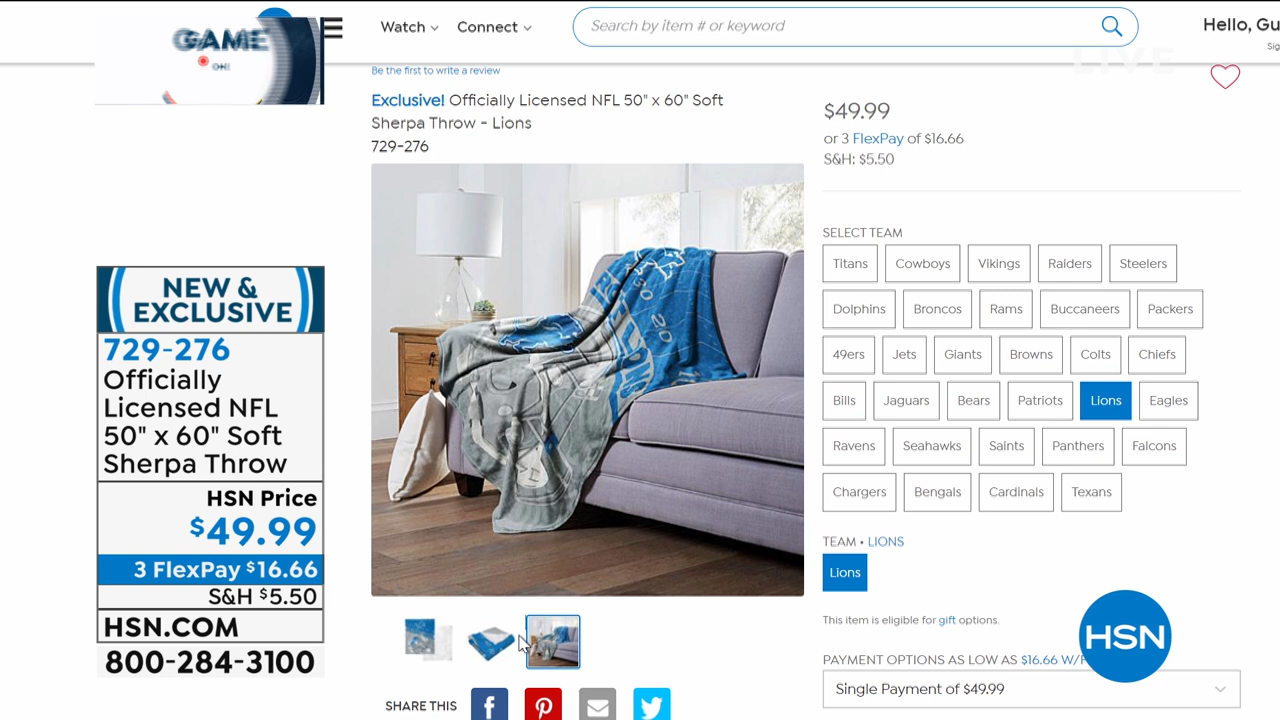 GAME
ON!
Watch
Connect
Search by item # or keyword
Hello, Gu
Sig
LIVE
Be the first to write a review
Exclusive! Officially Licensed NFL 50" x 60" Soft
Sherpa Throw - Lions
729-276
$49.99
or 3 FlexPay of $16.66
S&H: $5.50
SELECT TEAM
Titans
Cowboys
Vikings
Raiders
Steelers
Dolphins
Broncos
Rams
Buccaneers
Packers
49ers
Jets
Giants
Browns
Colts
Chiefs
Bills
Jaguars
Bears
Patriots
Lions
Eagles
Ravens
Seahawks
Saints
Panthers
Falcons
Chargers
Bengals
Cardinals
Texans
TEAM • LIONS
Lions
This item is eligible for gift options.
PAYMENT OPTIONS AS LOW AS $16.66 W/F
Single Payment of $49.99
HSN
NEW &
EXCLUSIVE
729-276
Officially
Licensed NFL
50" x 60" Soft
Sherpa Throw
HSN Price
$49.99
3 FlexPay $16.66
S&H $5.50
HSN.COM
800-284-3100
20
SHARE THIS